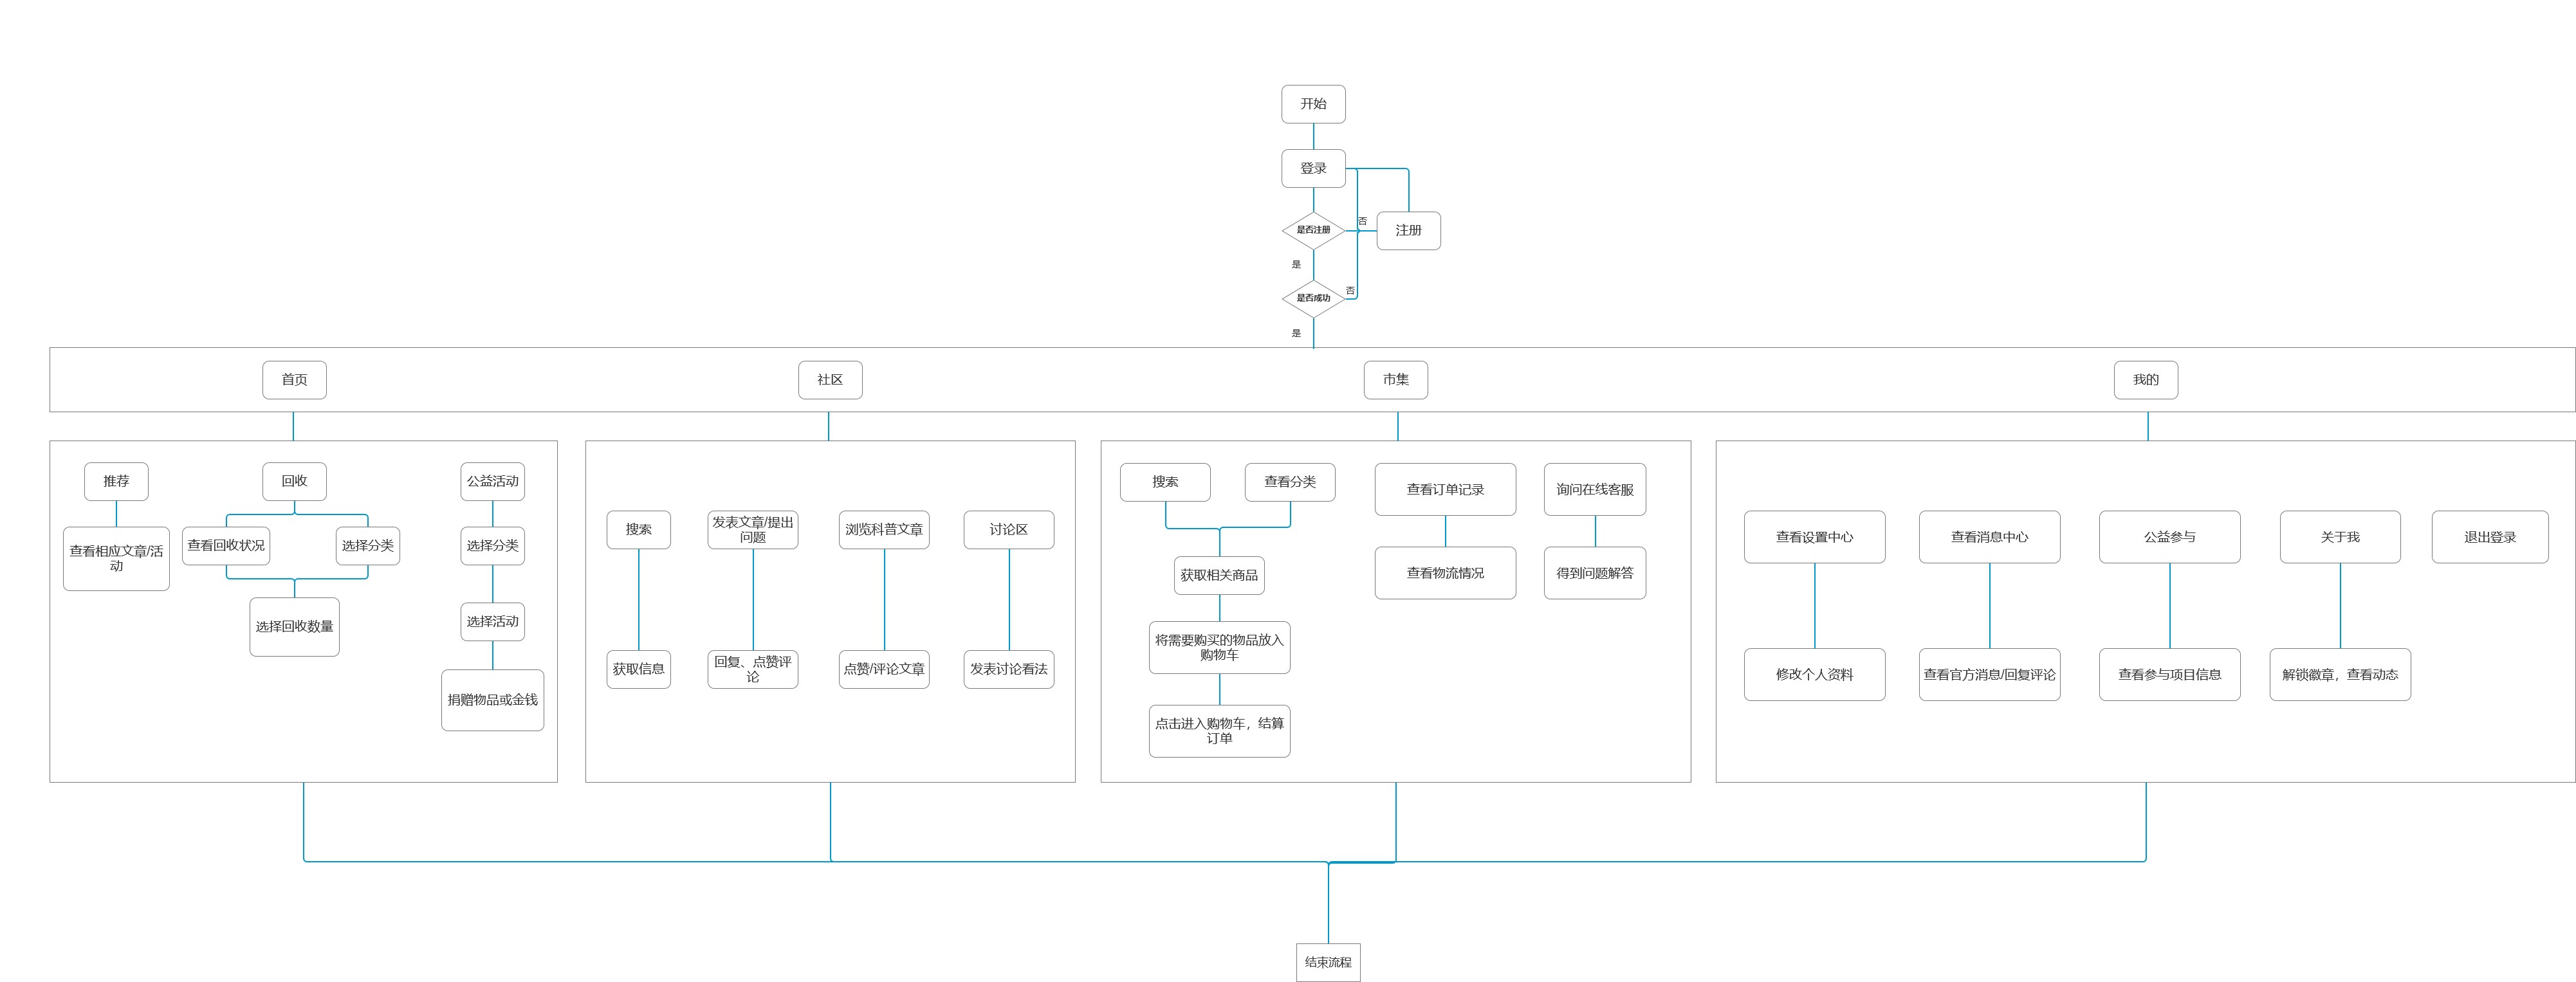 开始
登录
否
是否注册
注册
是
否
是否成功
是
首页
社区
市集
我的
推荐
回收
公益活动
查看相应文章/活
动
查看回收状况
选择分类
选择分类
选择回收数量
选择活动
捐赠物品或金钱
搜索
发表文章/提出
问题
浏览科普文章
讨论区
获取信息
回复、点赞评
论
点赞/评论文章
发表讨论看法
搜索
查看分类
查看订单记录
询问在线客服
获取相关商品
查看物流情况
得到问题解答
将需要购买的物品放入
购物车
点击进入购物车，结算
订单
查看设置中心
查看消息中心
公益参与
关于我
退出登录
修改个人资料
查看官方消息/回复评论
查看参与项目信息
解锁徽章，查看动态
结束流程